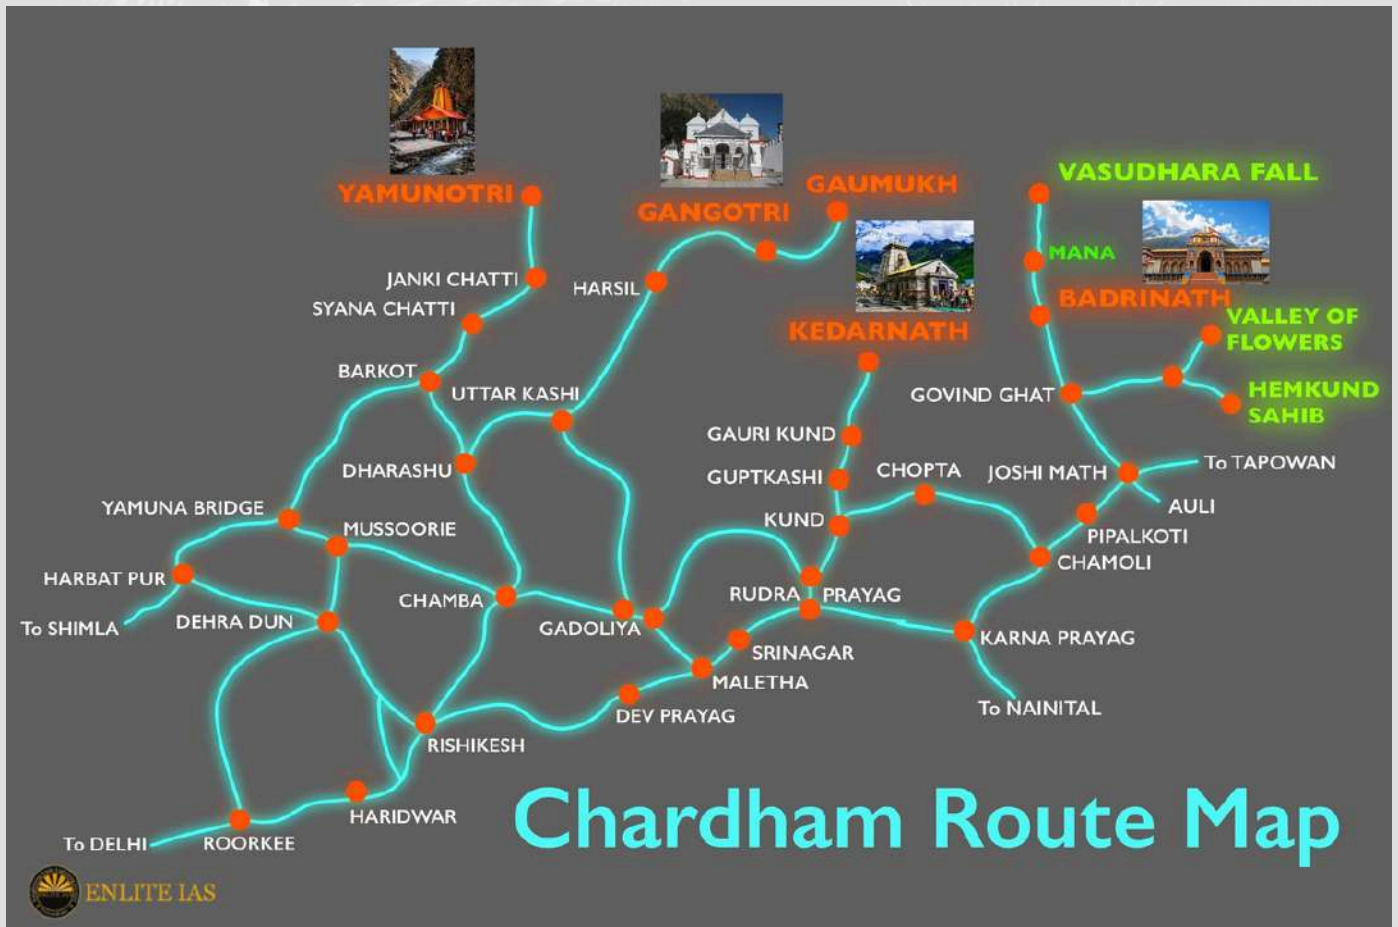 YAMUNOTRI
GANGOTRI
GAUMUKH
VASUDHARA FALL
MANA
BADRINATH
KEDARNATH
VALLEY OF
FLOWERS
HEMKUND
SAHIB
JANKI CHATTI
SYANA CHATTI
HARSIL
BARKOT
UTTAR KASHI
GOVIND GHAT
GAURI KUND
DHARASHU
GUPTKASHI
CHOPTA
JOSHI MATH
To TAPOWAN
AULI
YAMUNA BRIDGE
MUSSOORIE
KUND
PIPALKOTI
CHAMOLI
HARBAT PUR
CHAMBA
RUDRA PRAYAG
To SHIMLA
DEHRA DUN
GADOLIYA
KARNA PRAYAG
SRINAGAR
MALETHA
DEV PRAYAG
To NAINITAL
RISHIKESH
HARIDWAR
To DELHI
ROORKEE
Chardham Route Map
ENLITE IAS